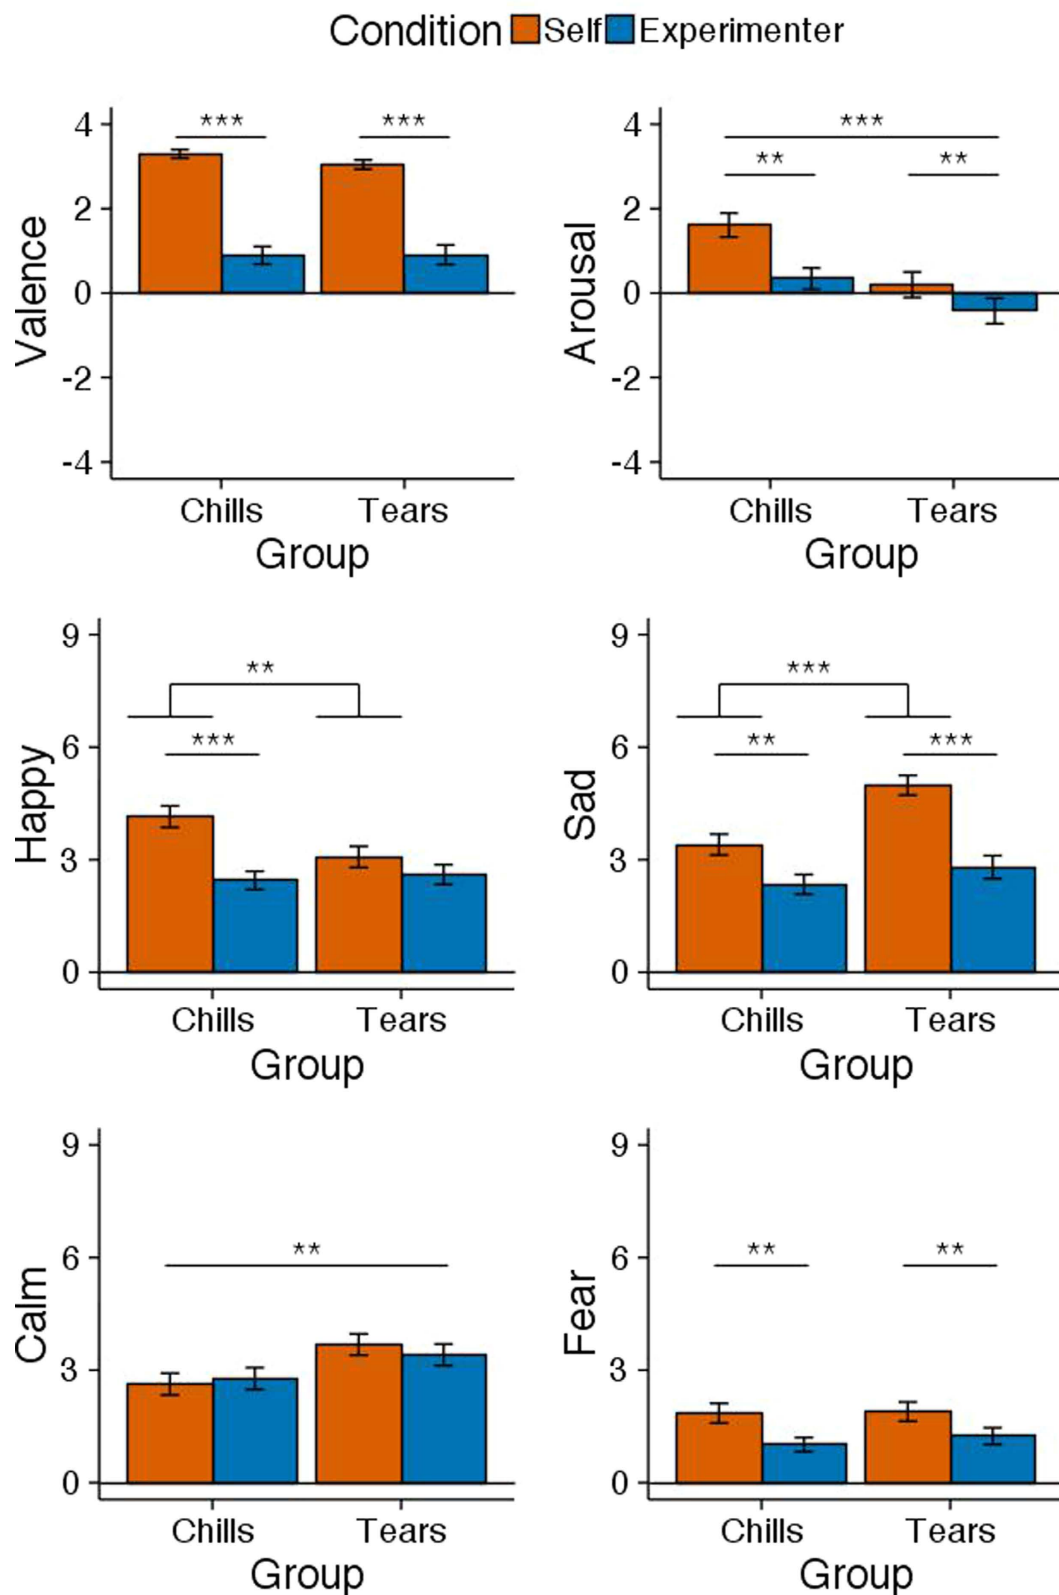 Condition Self Experimenter
Valence
4
2
0
-2
-4
***
***
Chills Tears
Group
Arousal
4
2
0
-2
-4
***
**
**
Chills Tears
Group
Happy
9
6
3
0
**
***
Chills Tears
Group
Sad
9
6
3
0
***
**
***
Chills Tears
Group
Calm
9
6
3
0
**
Chills Tears
Group
Fear
9
6
3
0
**
**
Chills Tears
Group